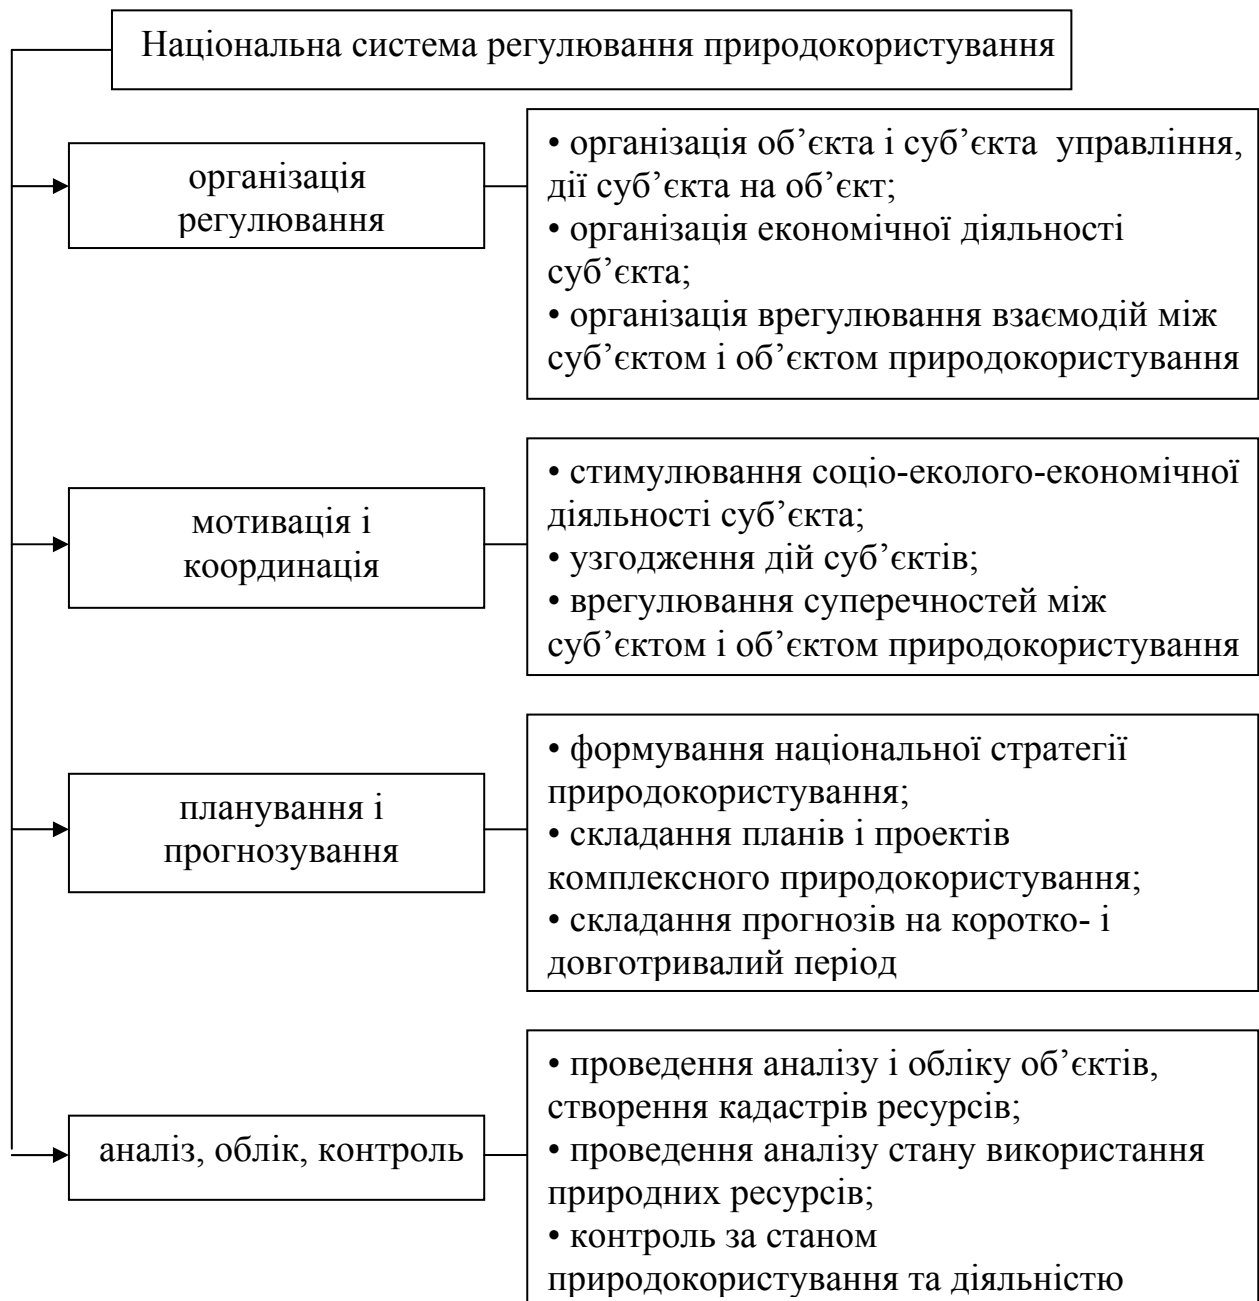 Національна система регулювання природокористування
організація
регулювання
• організація об’єкта і суб’єкта управління,
дії суб’єкта на об’єкт;
• організація економічної діяльності
суб’єкта;
• організація врегулювання взаємодій між
суб’єктом і об’єктом природокористування
мотивація і
координація
• стимулювання соціо-еколого-економічної
діяльності суб’єкта;
• узгодження дій суб’єктів;
• врегулювання суперечностей між
суб’єктом і об’єктом природокористування
планування і
прогнозування
• формування національної стратегії
природокористування;
• складання планів і проектів
комплексного природокористування;
• складання прогнозів на коротко- і
довготривалий період
аналіз, облік, контроль
• проведення аналізу і обліку об’єктів,
створення кадастрів ресурсів;
• проведення аналізу стану використання
природних ресурсів;
• контроль за станом
природокористування та діяльністю